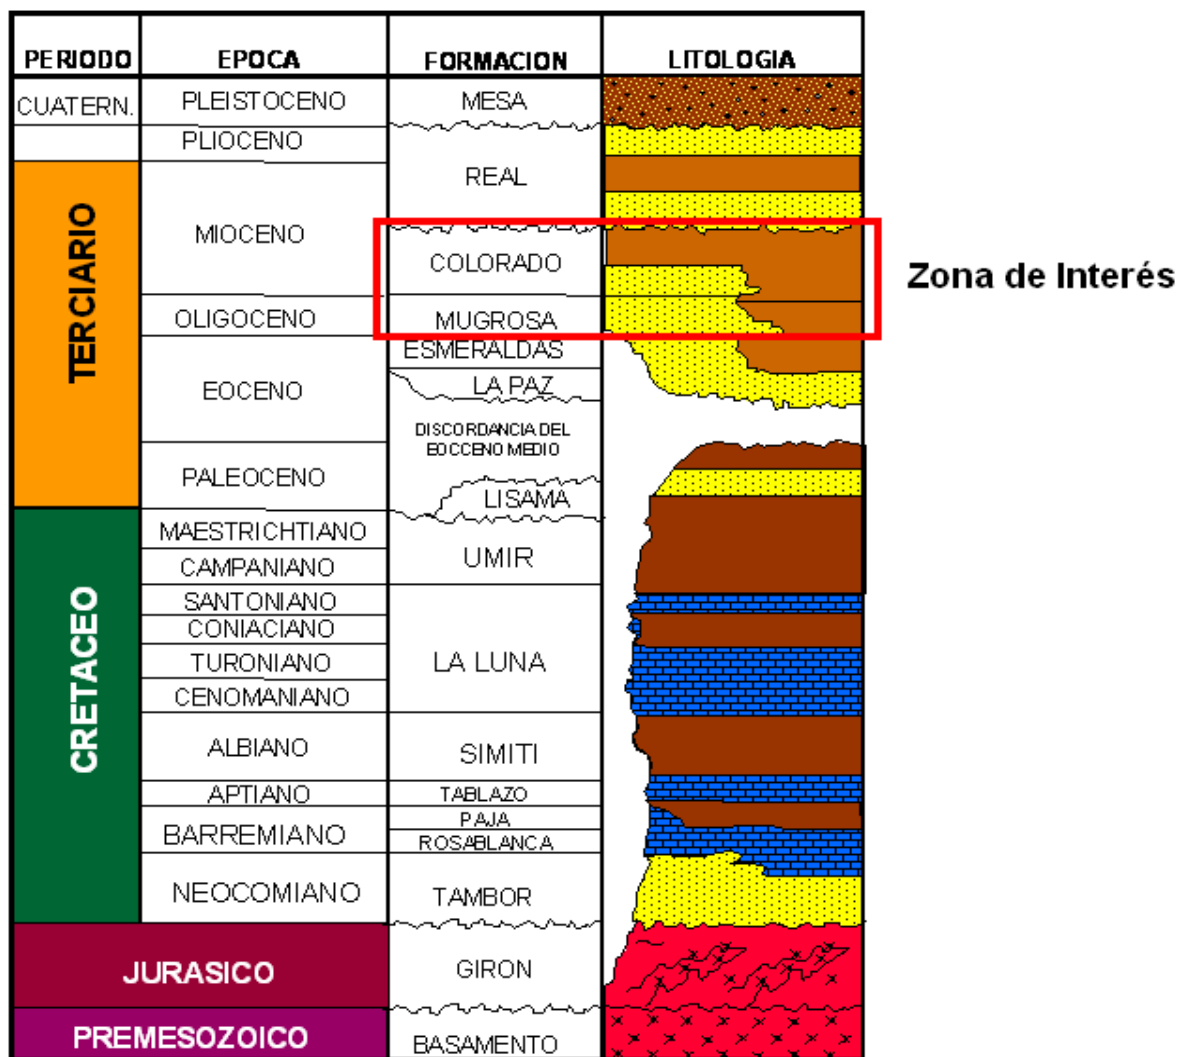 PERIODO EPOCA FORMACION LITOLOGIA
CUATERN. PLEISTOCENO MESA
PLIOCENO
REAL
TERCIARIO
MIOCENO
COLORADO
Zona de Interés
OLIGOCENO MUGROSA
ESMERALDAS
EOCENO LA PAZ
DISCORDANCIA DEL
EOCCENO MEDIO
PALEOCENO
LISAMA
CRETACEO
MAESTRICHTIANO
UMIR
CAMPANIANO
SANTONIANO
CONIACIANO
TURONIANO LA LUNA
CENOMANIANO
ALBIANO SIMITI
APTIANO TABLAZO
PAJA
BARREMIANO
ROSABLANCA
NEOCOMIANO TAMBOR
JURASICO GIRON
PREMESOZOICO BASAMENTO